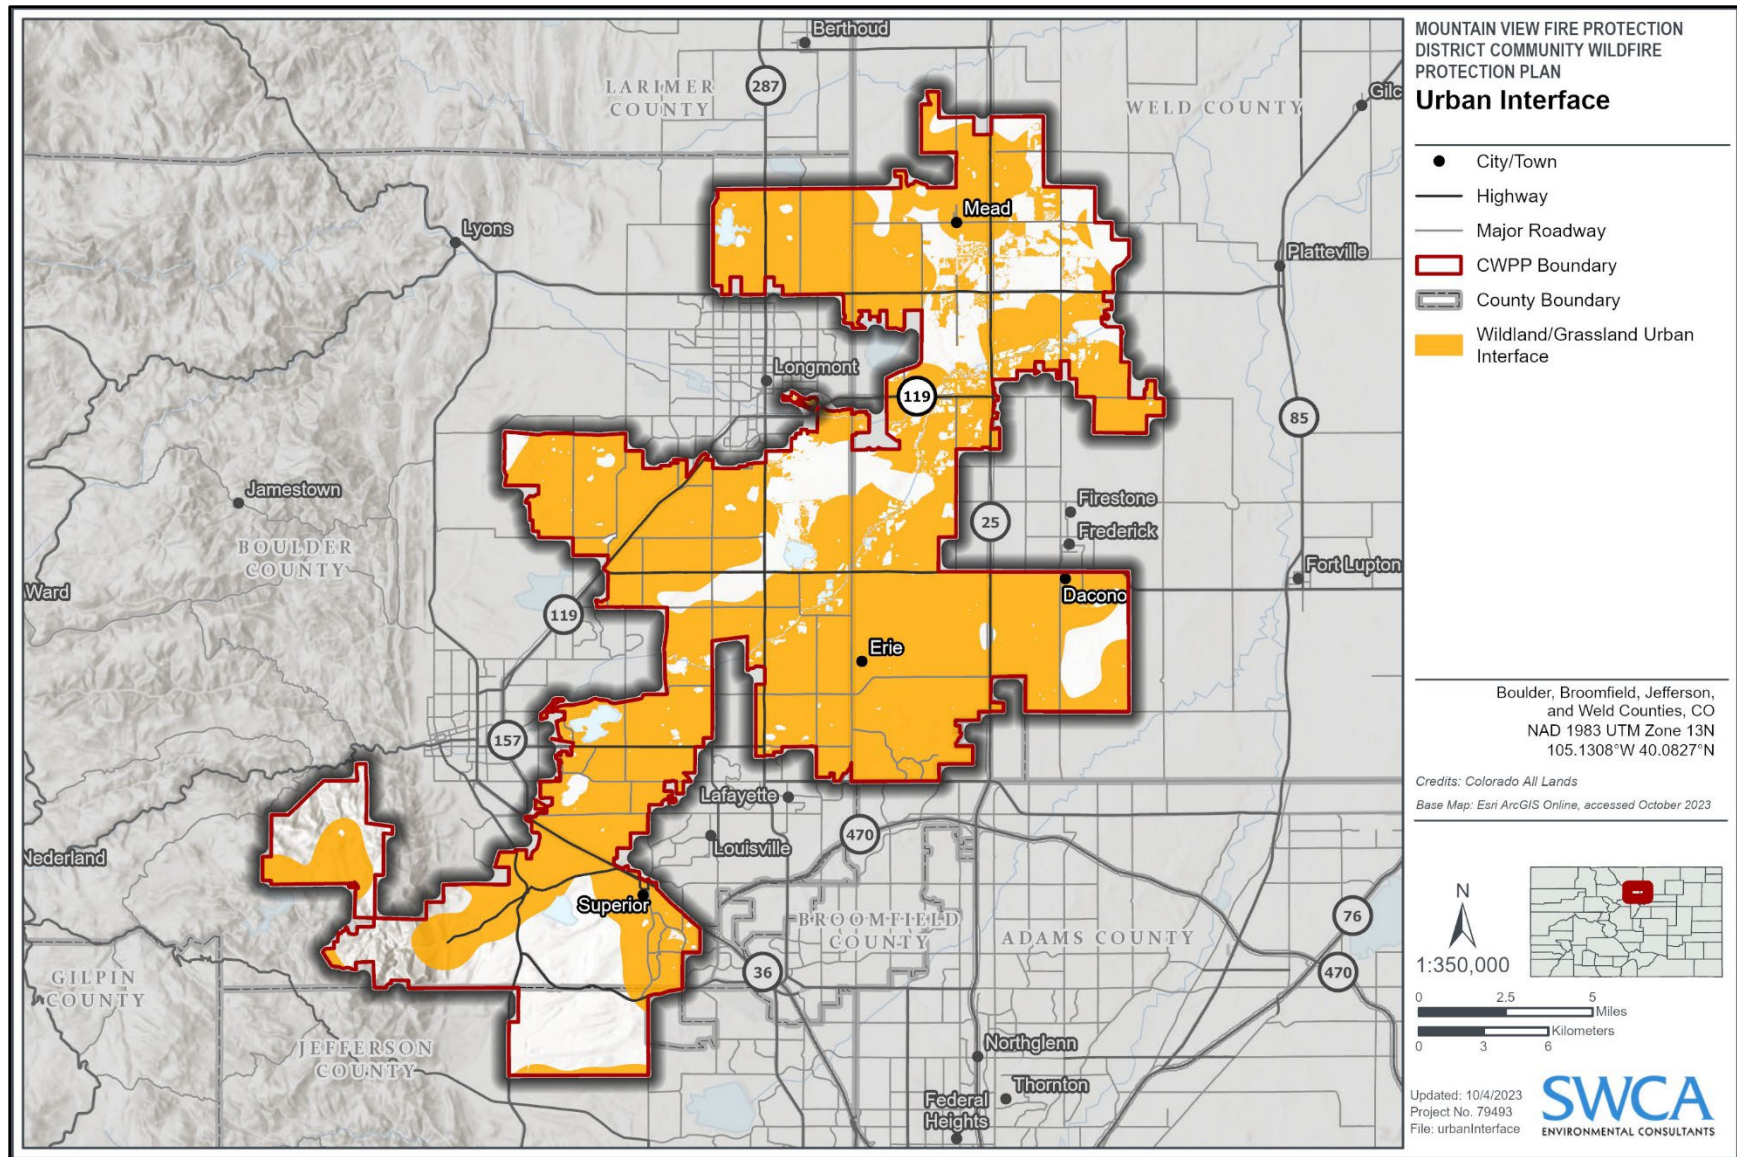 Berthoud
LARIMER
COUNTY
287
WELD COUNTY
Gilc
Mead
Lyons
Platteville
Longmont
119
85
Jamestown
BOULDER
COUNTY
Firestone
25
Frederick
Ward
Fort Lupton
Dacono
119
Erie
157
Lafayette
470
Louisville
Nederland
Superior
BROOMFIELD
COUNTY
ADAMS COUNTY
76
GILPIN
COUNTY
36
470
JEFFERSON
COUNTY
Northglenn
Thornton
Federal
Heights
MOUNTAIN VIEW FIRE PROTECTION
DISTRICT COMMUNITY WILDFIRE
PROTECTION PLAN
Urban Interface
City/Town
Highway
Major Roadway
CWPP Boundary
County Boundary
Wildland/Grassland Urban
Interface
Boulder, Broomfield, Jefferson,
and Weld Counties, CO
NAD 1983 UTM Zone 13N
105.1308°W 40.0827°N
Credits: Colorado All Lands
Base Map: Esri ArcGIS Online, accessed October 2023
N
1:350,000
0 2.5 5
Miles
Kilometers
0 3 6
Updated: 10/4/2023
Project No. 79493
File: urbanInterface
SWCA
ENVIRONMENTAL CONSULTANTS